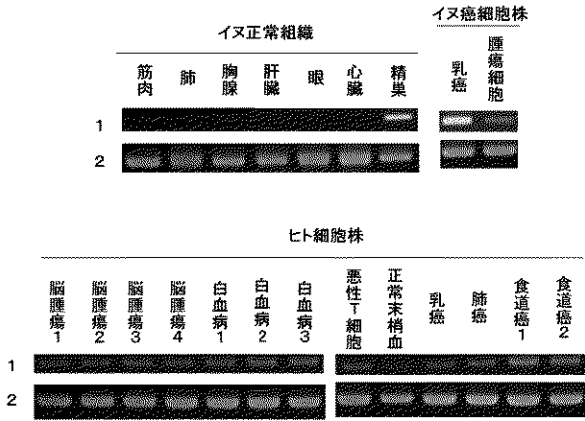 イヌ癌細胞株
イヌ正常組織
筋肉
肺
胸腺
肝臓
眼
心臓
精巣
乳癌
腫瘍細胞
1
2
ヒト細胞株
脳腫瘍1
脳腫瘍2
脳腫瘍3
脳腫瘍4
白血病1
白血病2
白血病3
悪性T細胞
正常末梢血
乳癌
肺癌
食道癌1
食道癌2
1
2